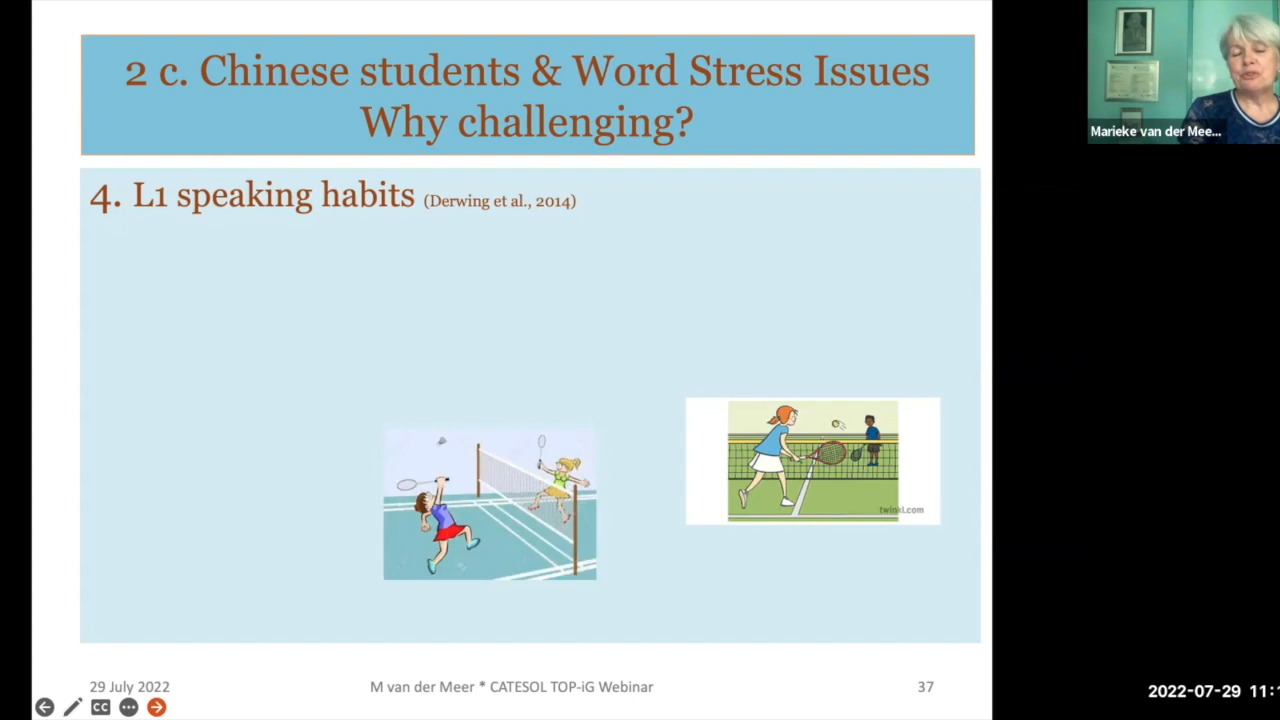 2 c. Chinese students & Word Stress Issues
Why challenging?
Marieke van der Mee...
4. L1 speaking habits (Derwing et al., 2014)
twinkl.com
29 July 2022
M van der Meer * CATESOL TOP-iG Webinar
37
CC
2022-07-29 11: